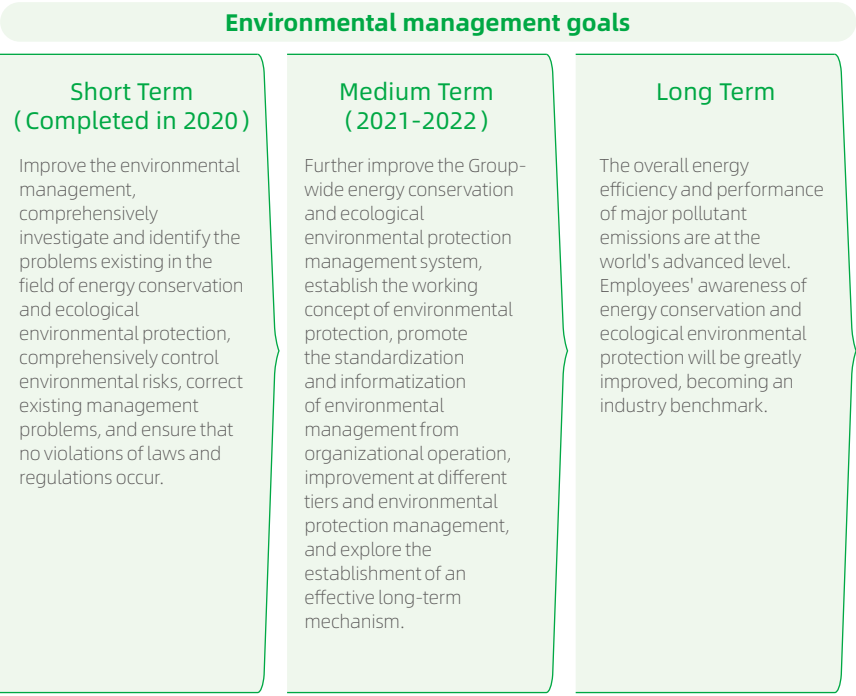 Environmental management goals
Short Term
(Completed in 2020)
Improve the environmental
management,
comprehensively
investigate and identify the
problems existing in the
field of energy conservation
and ecological
environmental protection,
comprehensively control
environmental risks, correct
existing management
problems, and ensure that
no violations of laws and
regulations occur.
Medium Term
(2021-2022)
Further improve the Group-
wide energy conservation
and ecological
environmental protection
management system,
establish the working
concept of environmental
protection, promote
the standardization
and informatization
of environmental
management from
organizational operation,
improvement at different
tiers and environmental
protection management,
and explore the
establishment of an
effective long-term
mechanism.
Long Term
The overall energy
efficiency and performance
of major pollutant
emissions are at the
world's advanced level.
Employees' awareness of
energy conservation and
ecological environmental
protection will be greatly
improved, becoming an
industry benchmark.